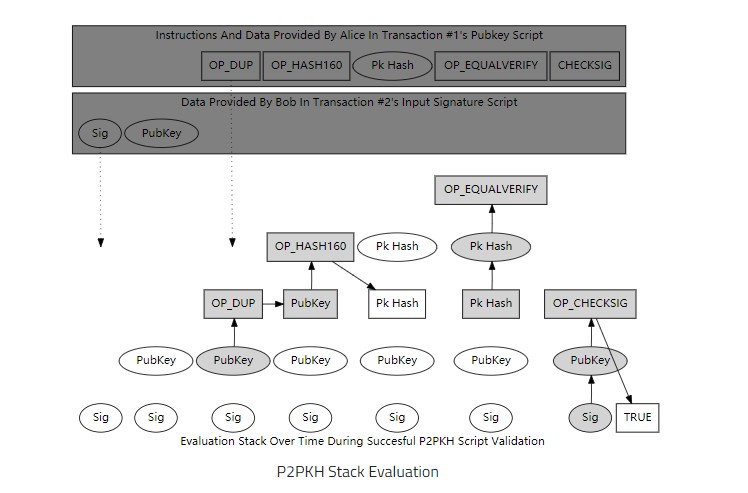 Instructions And Data Provided By Alice In Transaction #1's Pubkey Script
OP_DUP OP_HASH160 Pk Hash OP_EQUALVERIFY CHECKSIG
Data Provided By Bob In Transaction #2's Input Signature Script
Sig PubKey
OP_EQUALVERIFY
OP_HASH160 Pk Hash Pk Hash
OP_DUP PubKey Pk Hash Pk Hash OP_CHECKSIG
PubKey PubKey PubKey PubKey PubKey PubKey
Sig Sig Sig Sig Sig Sig Sig TRUE
Evaluation Stack Over Time During Succesful P2PKH Script Validation
P2PKH Stack Evaluation